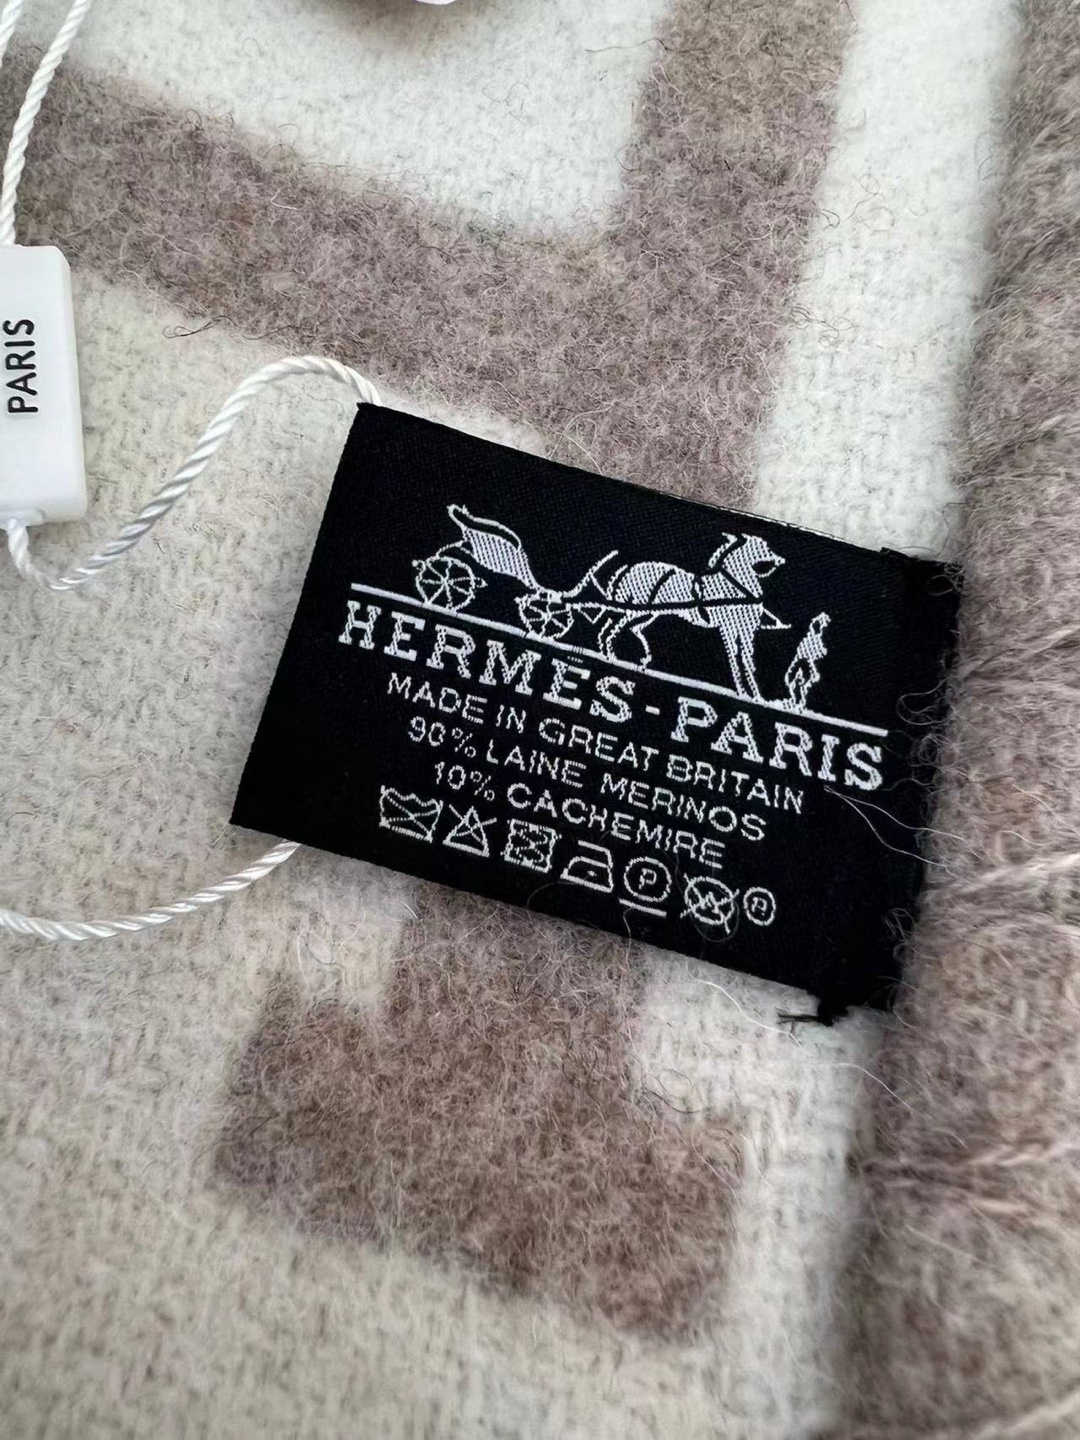 PARIS
HERMÈS-PARIS
MADE IN GREAT BRITAIN
90% LAINE MERINOS
10% CACHEMIRE
P
W